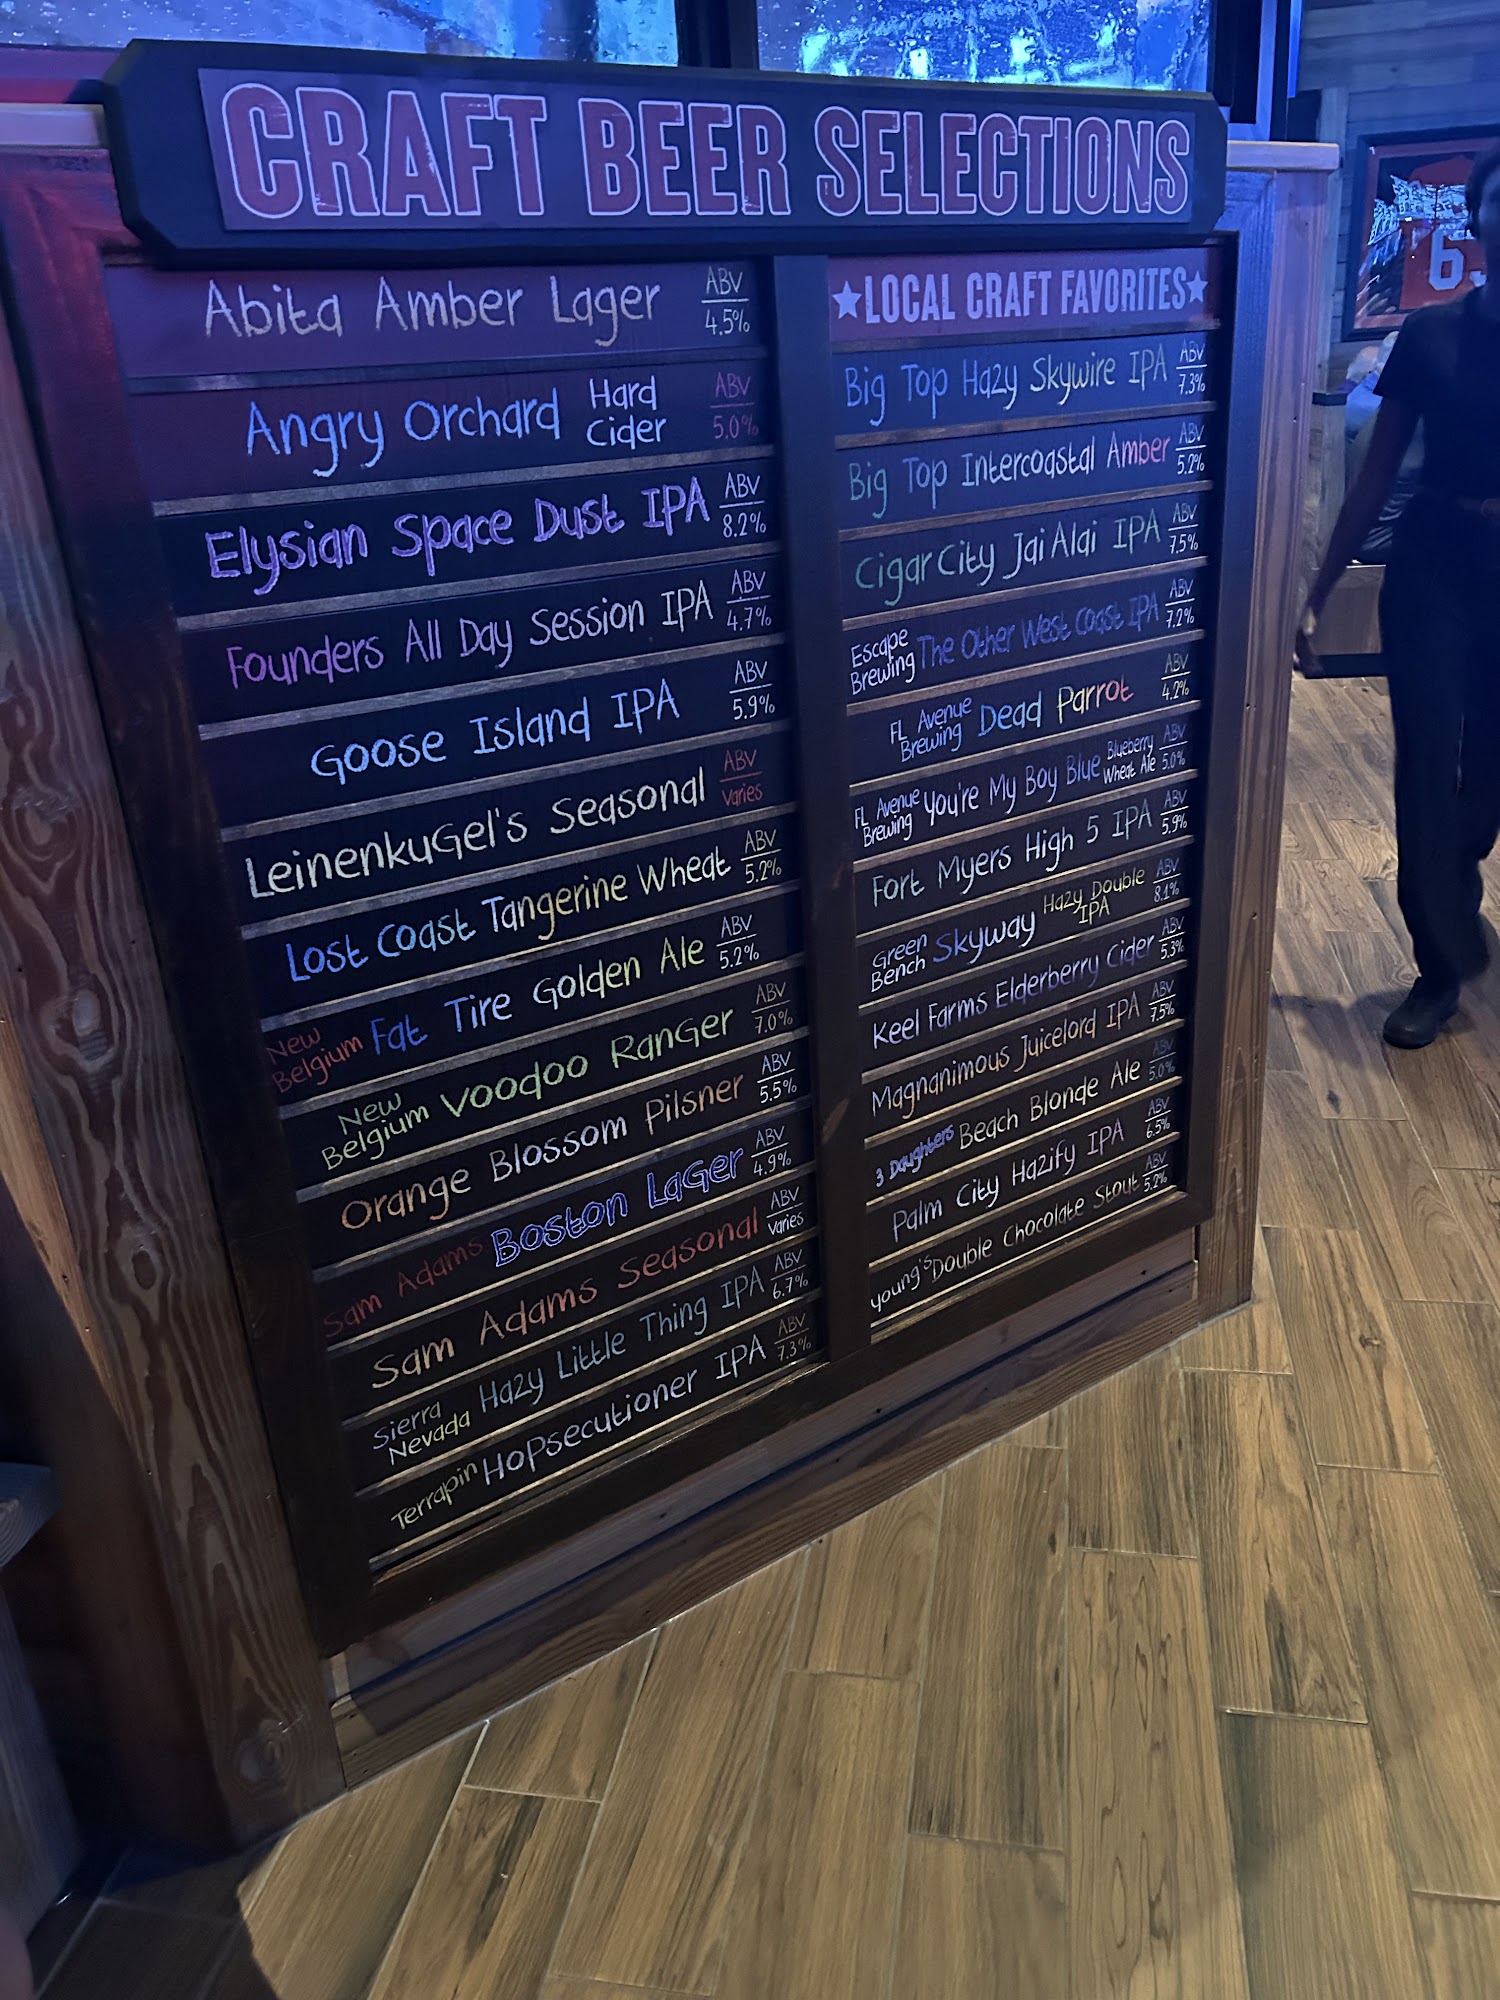 CRAFT BEER SELECTIONS
Abita Amber Lager ABV 4.5%
Angry Orchard Hard Cider ABV 5.0%
Elysian Space Dust IPA ABV 8.2%
Founders All Day Session IPA ABV 4.7%
Goose Island IPA ABV 5.9%
LeinenkuGel's Seasonal ABV Varies
Lost Coast Tangerine Wheat ABV 5.2%
New Belgium Fat Tire Golden Ale ABV 5.2%
New Belgium Voodoo RanGer ABV 7.0%
Orange Blossom Pilsner ABV 5.5%
Sam Adams Boston LaGer ABV 4.9%
Sam Adams Seasonal ABV Varies
Sierra Nevada Hazy Little Thing IPA ABV 6.7%
Terrapin HoPsecutioner IPA ABV 7.3%
★LOCAL CRAFT FAVORITES★
Big Top Hazy Skywire IPA ABV 7.3%
Big Top Intercoastal Amber ABV 5.2%
Cigar City Jai Alai IPA ABV 7.5%
Escape Brewing The Other West Coast IPA ABV 7.2%
FL Avenue Brewing Dead Parrot ABV 4.2%
FL Avenue Brewing You're My Boy Blue Blueberry Wheat Ale ABV 5.0%
Fort Myers High 5 IPA ABV 5.9%
Green Bench Skyway Hazy Double IPA ABV 8.1%
Keel Farms Elderberry Cider ABV 5.3%
Magnanimous Juicelord IPA ABV 7.5%
3 Daughters Beach Blonde Ale ABV 5.0%
Palm City Hazify IPA ABV 6.5%
Young's Double Chocolate Stout ABV 5.2%